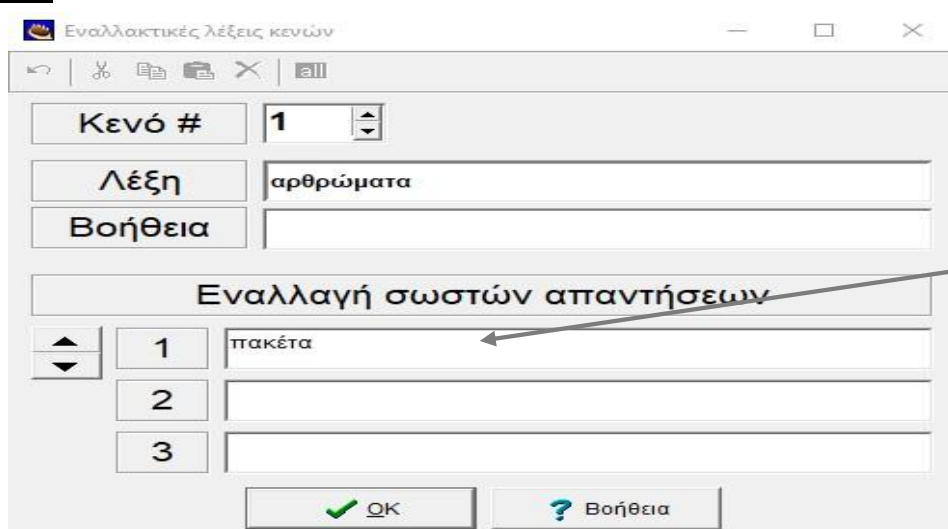 Εναλλακτικές λέξεις κενών
all
Κενό # 1
Λέξη αρθρώματα
Βοήθεια
Εναλλαγή σωστών απαντήσεων
1 πακέτα
2
3
OK ? Βοήθεια